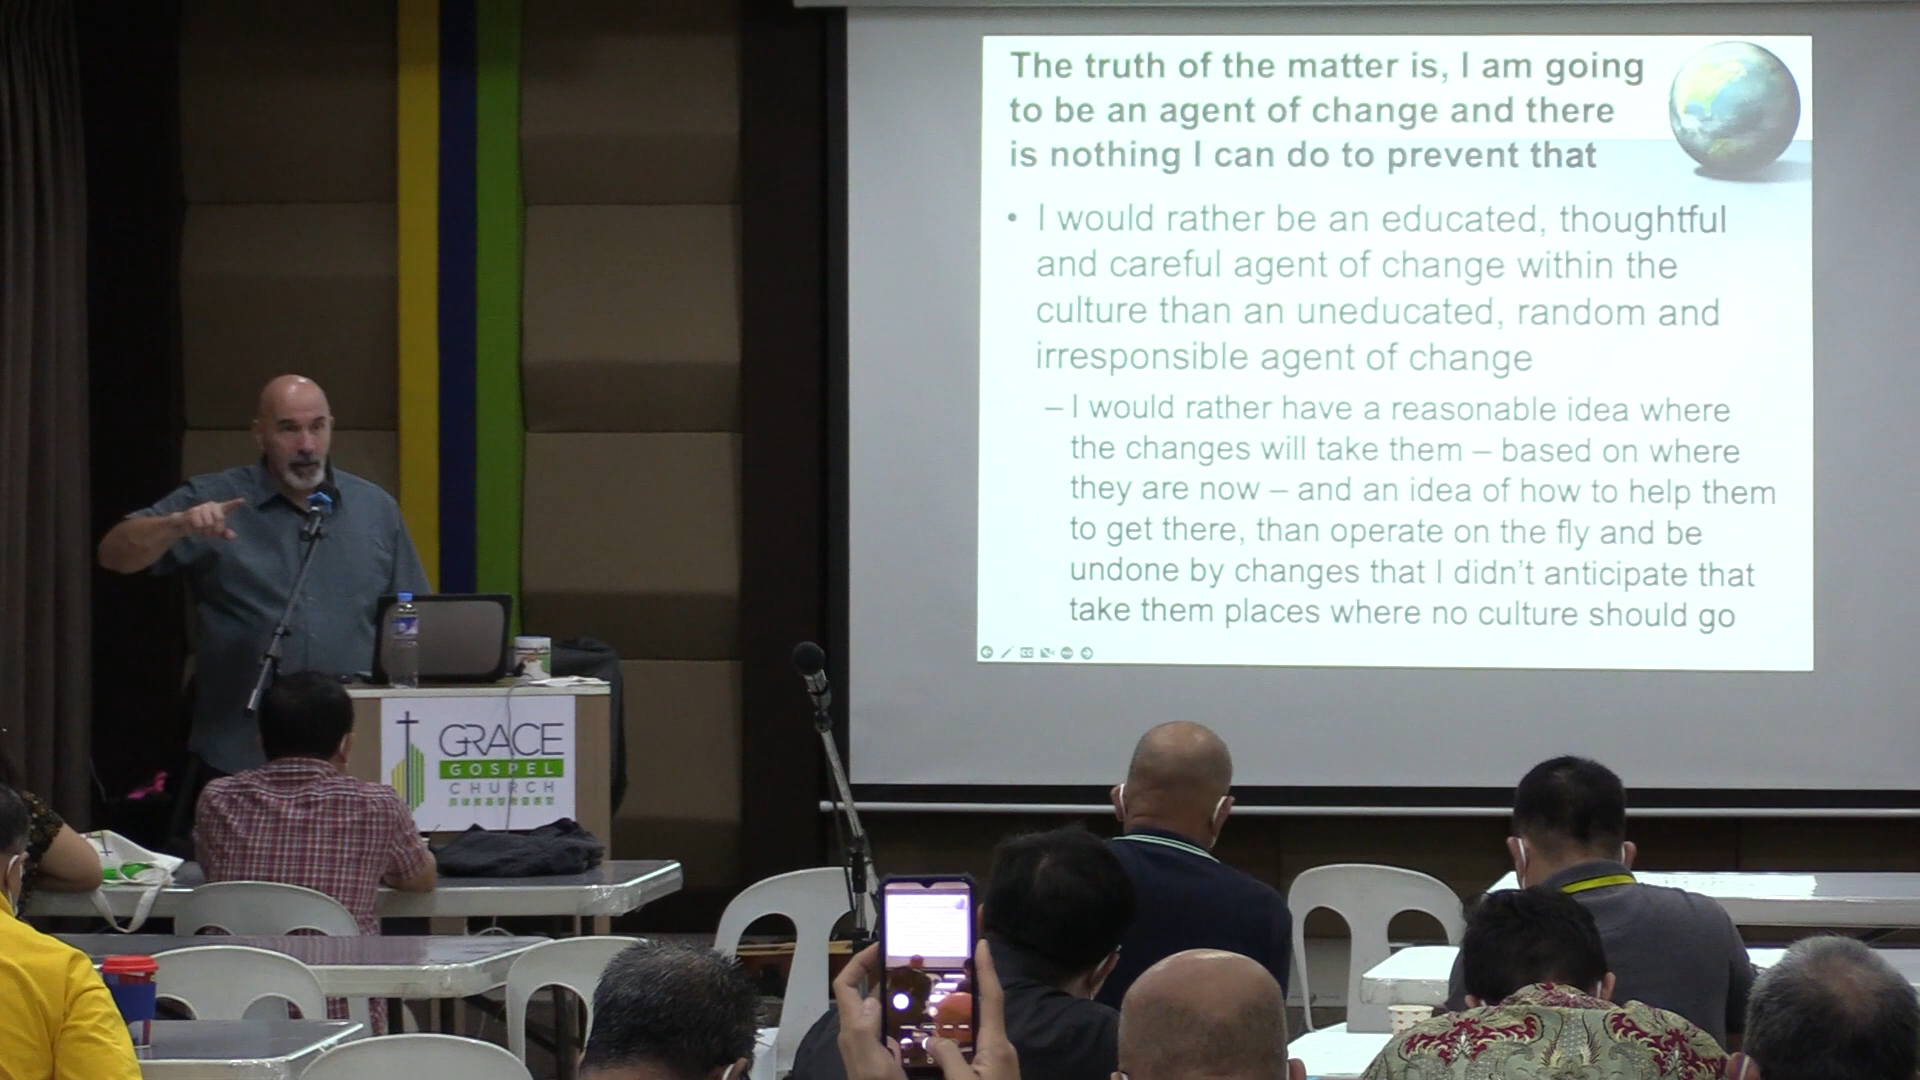 The truth of the matter is, I am going
to be an agent of change and there
is nothing I can do to prevent that
• I would rather be an educated, thoughtful
and careful agent of change within the
culture than an uneducated, random and
irresponsible agent of change
– I would rather have a reasonable idea where
the changes will take them – based on where
they are now – and an idea of how to help them
to get there, than operate on the fly and be
undone by changes that I didn't anticipate that
take them places where no culture should go
GRACE
GOSPEL
CHURCH